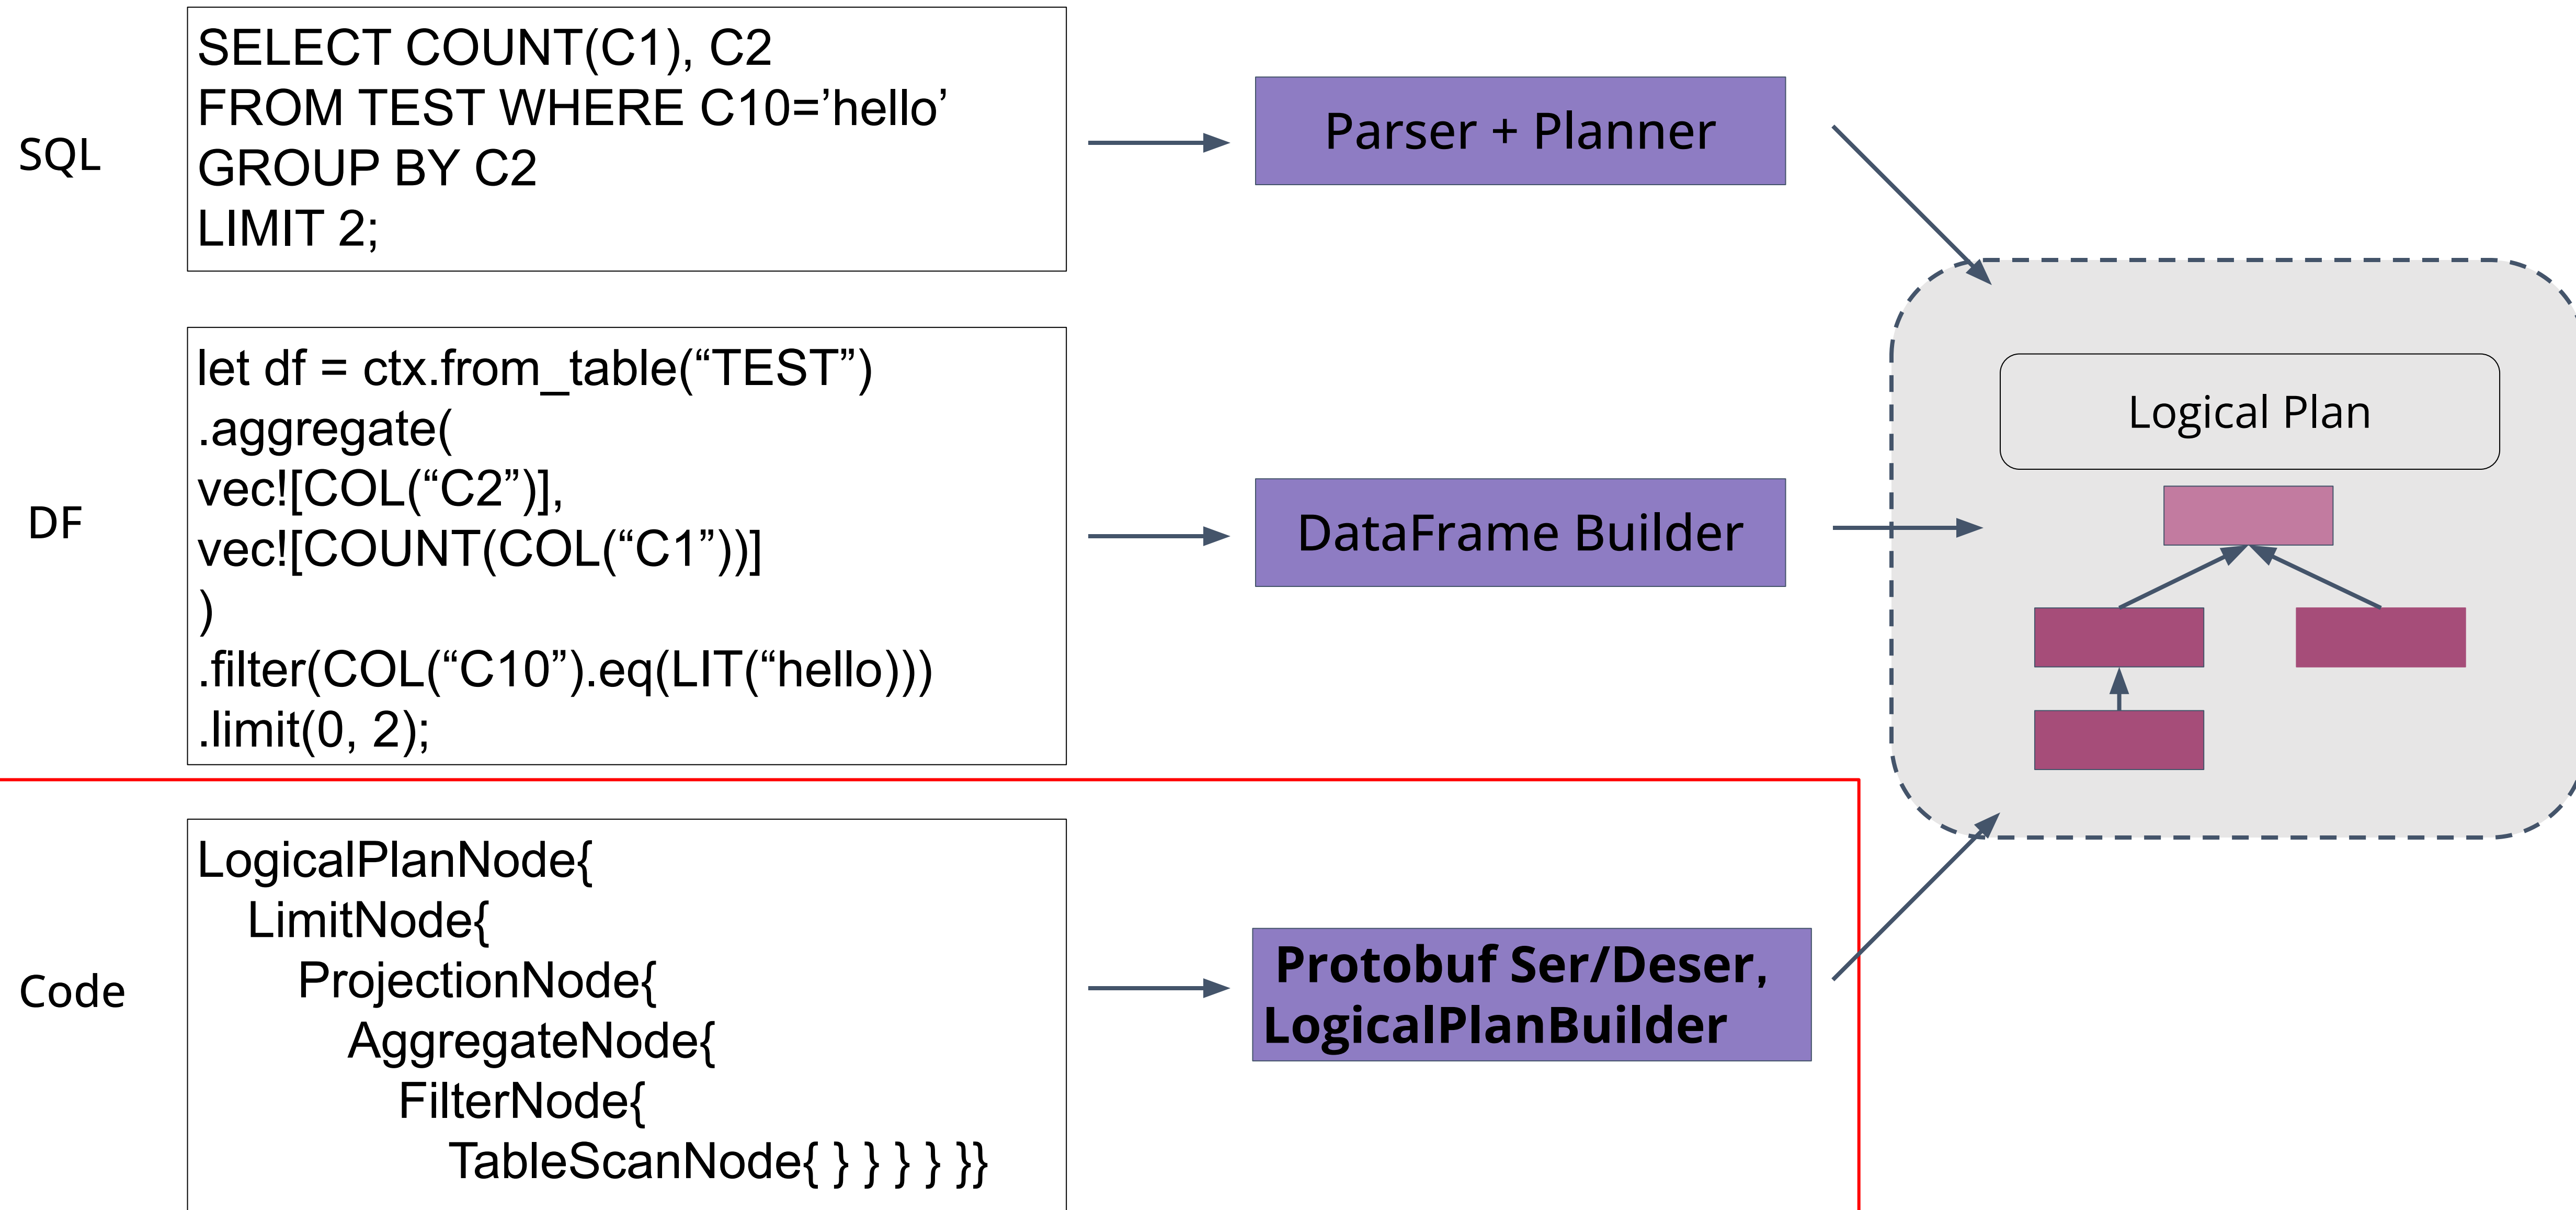 SQL
SELECT COUNT(C1), C2
FROM TEST WHERE C10=’hello’
GROUP BY C2
LIMIT 2;
Parser + Planner
DF
let df = ctx.from_table(“TEST”)
.aggregate(
vec![COL(“C2”)],
vec![COUNT(COL(“C1”))]
)
.filter(COL(“C10”).eq(LIT(“hello)))
.limit(0, 2);
DataFrame Builder
Logical Plan
Code
LogicalPlanNode{
LimitNode{
ProjectionNode{
AggregateNode{
FilterNode{
TableScanNode{ } } } } }}
Protobuf Ser/Deser,
LogicalPlanBuilder